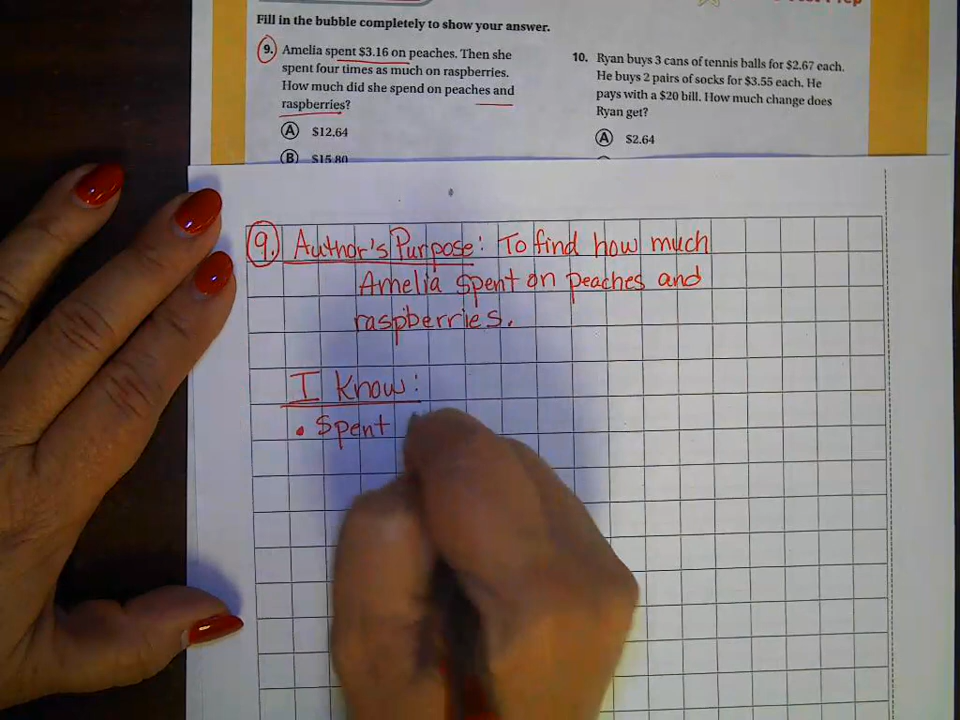 Fill in the bubble completely to show your answer.
9. Amelia spent $3.16 on peaches. Then she
spent four times as much on raspberries.
How much did she spend on peaches and
raspberries?
A $12.64
B $15.80
10. Ryan buys 3 cans of tennis balls for $2.67 each.
He buys 2 pairs of socks for $3.55 each. He
pays with a $20 bill. How much change does
Ryan get?
A $2.64
9. Author's Purpose: To find how much
Amelia spent on peaches and
raspberries.
I Know:
• Spent